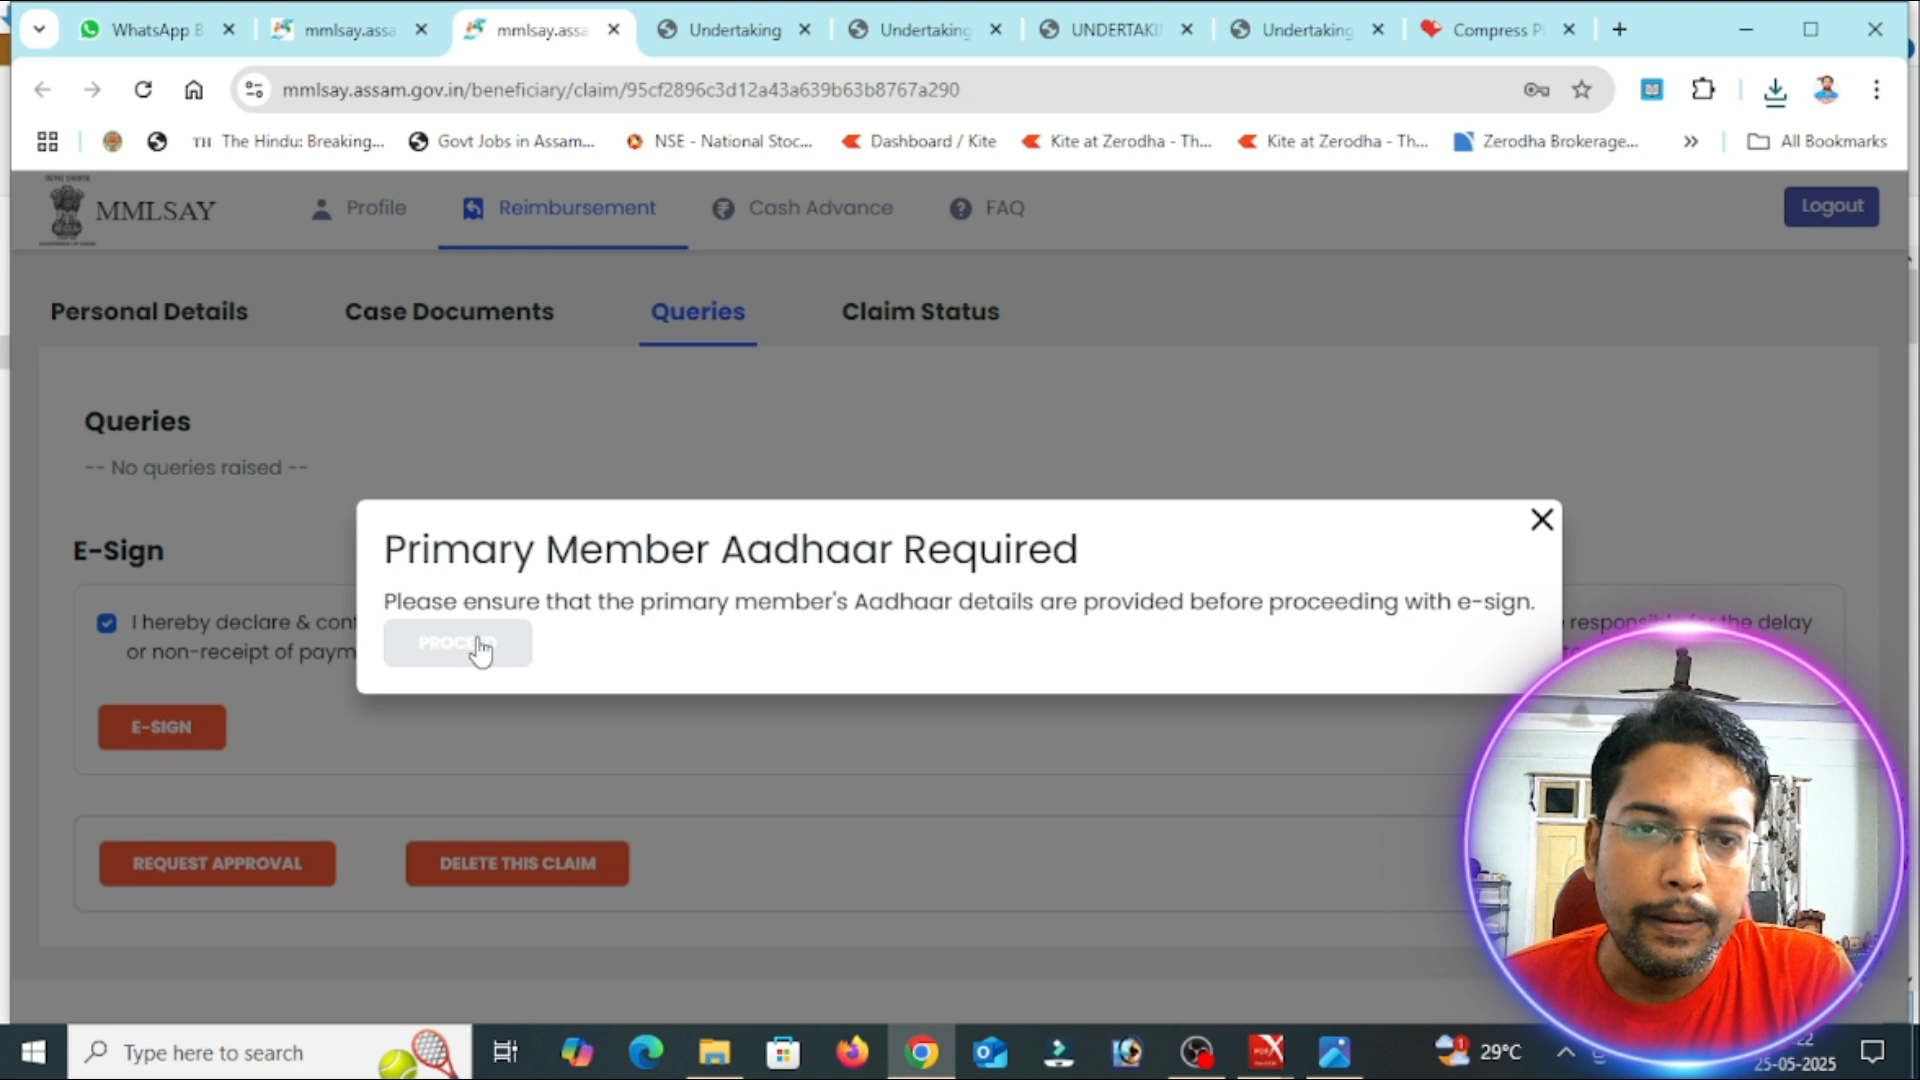 WhatsApp B
mmlsay.assa
mmlsay.assa
Undertaking
Undertaking
UNDERTAKI
Undertaking
Compress P
mmlsay.assam.gov.in/beneficiary/claim/95cf2896c3d12a43a639b63b8767a290
TH The Hindu: Breaking...
Govt Jobs in Assam...
NSE - National Stoc...
Dashboard / Kite
Kite at Zerodha - Th...
Kite at Zerodha - Th...
Zerodha Brokerage...
All Bookmarks
MMLSAY
Profile
Reimbursement
Cash Advance
FAQ
Logout
Personal Details
Case Documents
Queries
Claim Status
Queries
-- No queries raised --
Primary Member Aadhaar Required
E-Sign
Please ensure that the primary member's Aadhaar details are provided before proceeding with e-sign.
I hereby declare &
responsible for the delay
PROCEED
or non-receipt of
E-SIGN
REQUEST APPROVAL
DELETE THIS CLAIM
Type here to search
29°C
25-05-2025